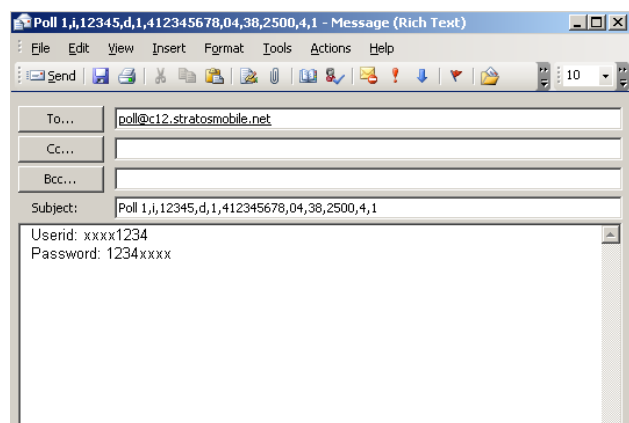 Poll 1,i,12345,d,1,412345678,04,38,2500,4,1 - Message (Rich Text)
File Edit View Insert Format Tools Actions Help
Send 10
To... poll@c12.stratosmobile.net
Cc...
Bcc...
Subject: Poll 1,i,12345,d,1,412345678,04,38,2500,4,1
Userid: xxxx1234
Password: 1234xxxx